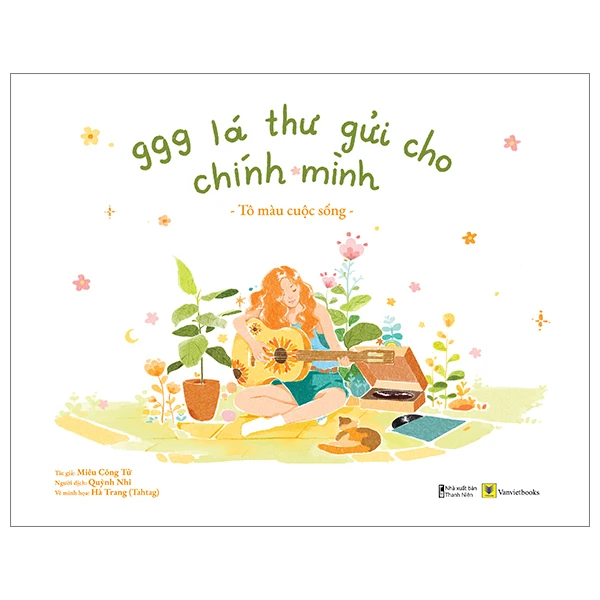 999 lá thư gửi cho
chính mình
- Tô màu cuộc sống -
Tác giả: Miêu Công Tử
Người dịch: Quỳnh Nhi
Vẽ minh họa: Hà Trang (Tahtag)
Nhà xuất bản
Thanh Niên
Vanvietbooks